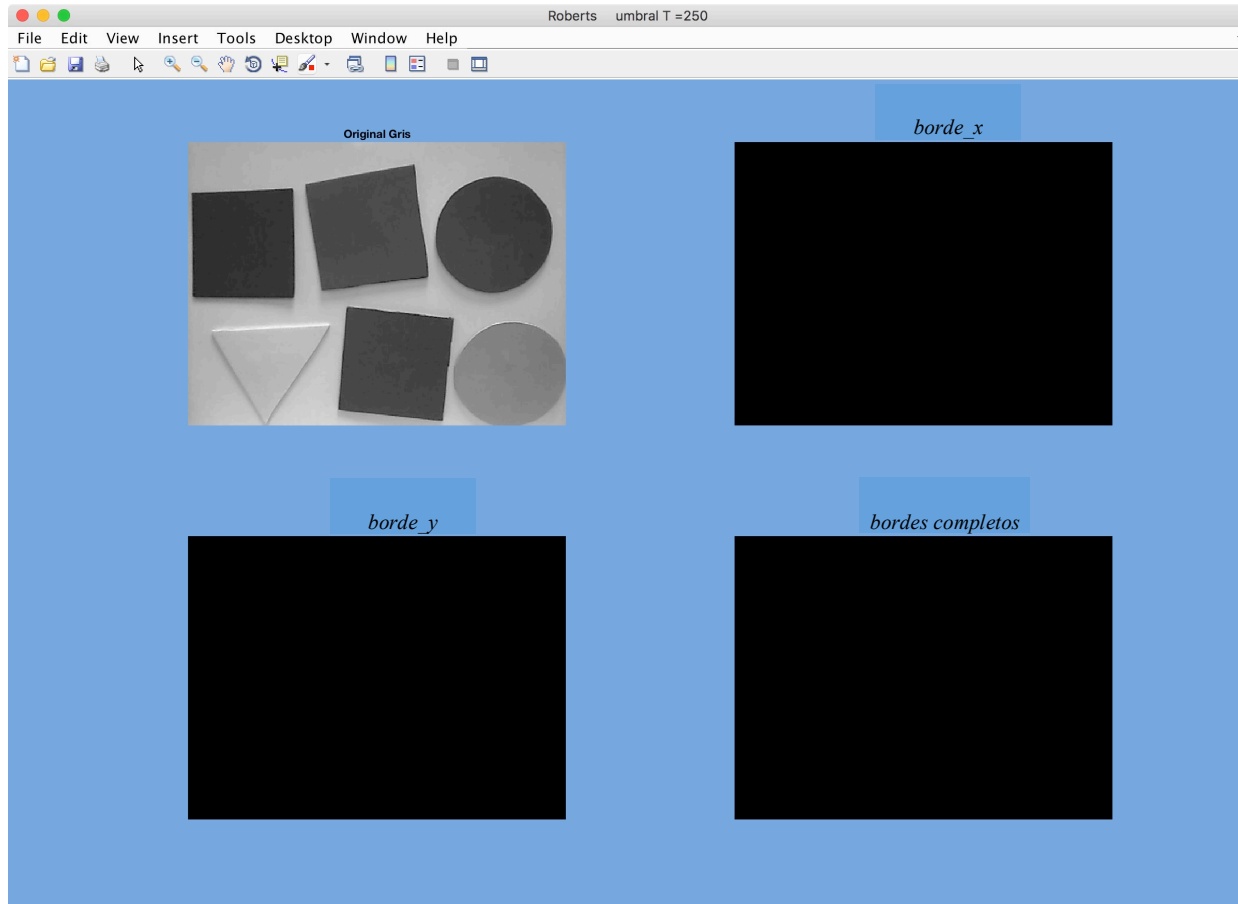 Roberts umbral T =250
File Edit View Insert Tools Desktop Window Help
Original Gris
borde_x
borde_y
bordes completos